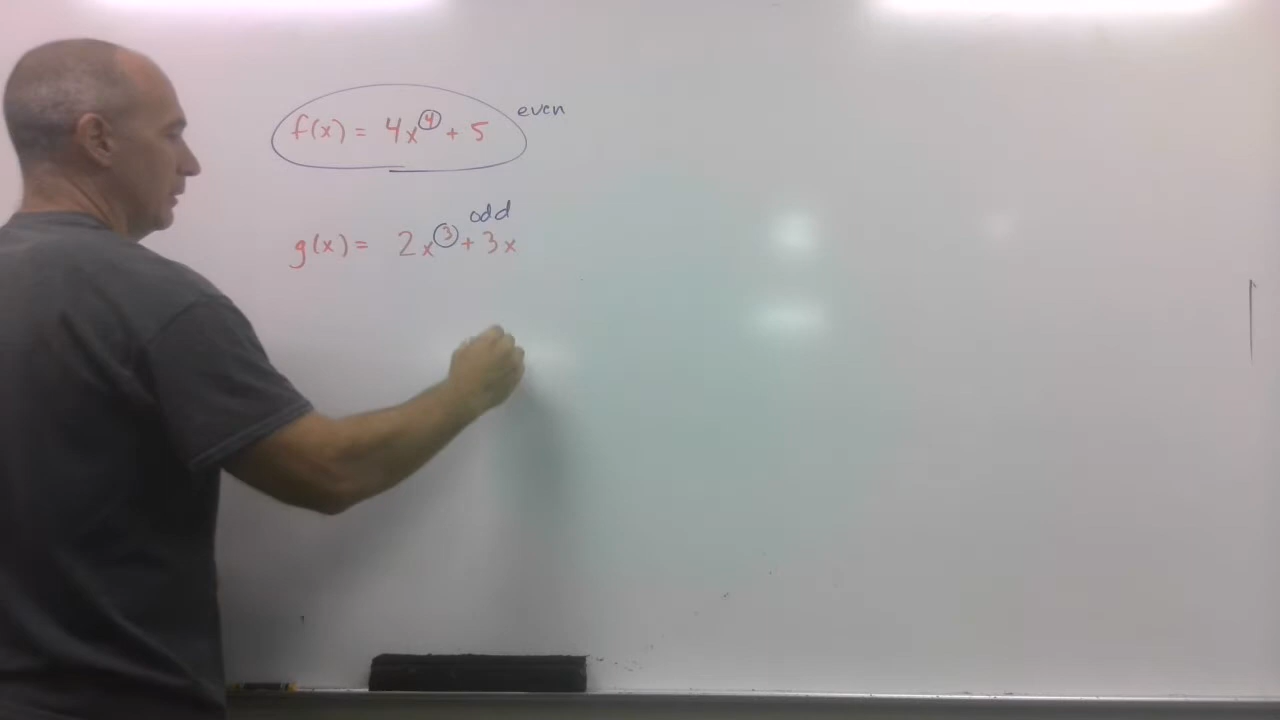 f(x) = 4x⁴ + 5 even
odd
g(x) = 2x³ + 3x